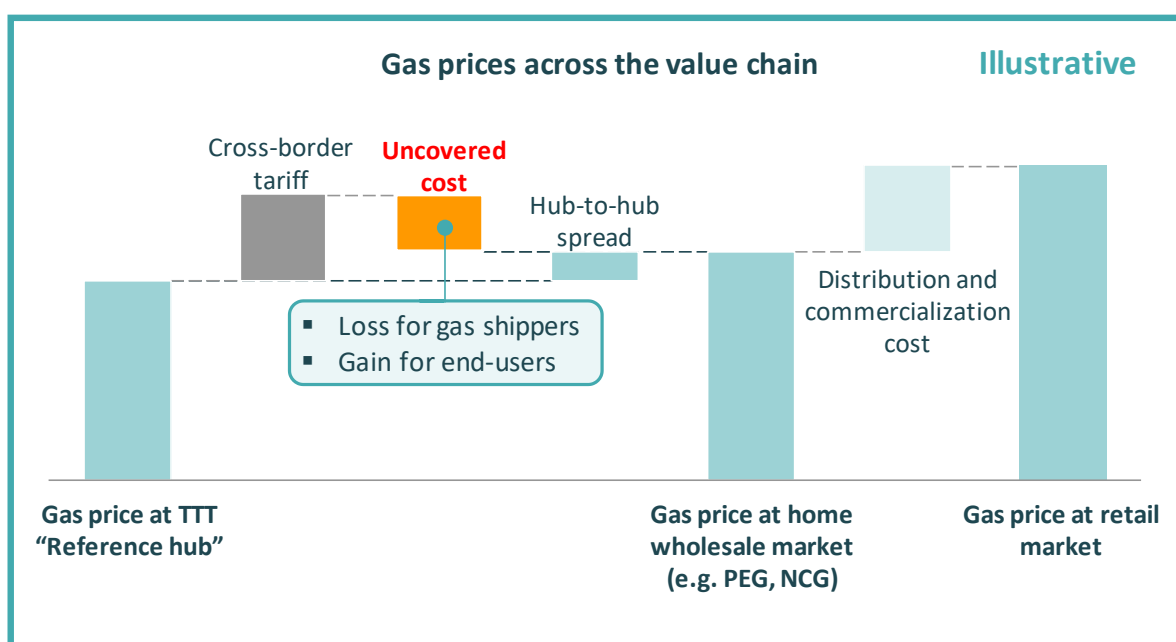 Gas prices across the value chain
Illustrative
Cross-border
tariff
Uncovered
cost
Hub-to-hub
spread
▪ Loss for gas shippers
▪ Gain for end-users
Distribution and
commercialization
cost
Gas price at TTT
“Reference hub”
Gas price at home
wholesale market
(e.g. PEG, NCG)
Gas price at retail
market